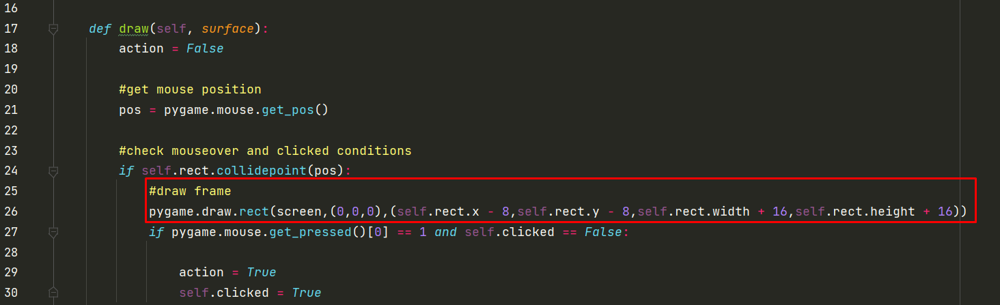 16
17 def draw(self, surface):
18 action = False
19
20 #get mouse position
21 pos = pygame.mouse.get_pos()
22
23 #check mouseover and clicked conditions
24 if self.rect.collidepoint(pos):
25 #draw frame
26 pygame.draw.rect(screen,(0,0,0),(self.rect.x - 8,self.rect.y - 8,self.rect.width + 16,self.rect.height + 16))
27 if pygame.mouse.get_pressed()[0] == 1 and self.clicked == False:
28
29 action = True
30 self.clicked = True